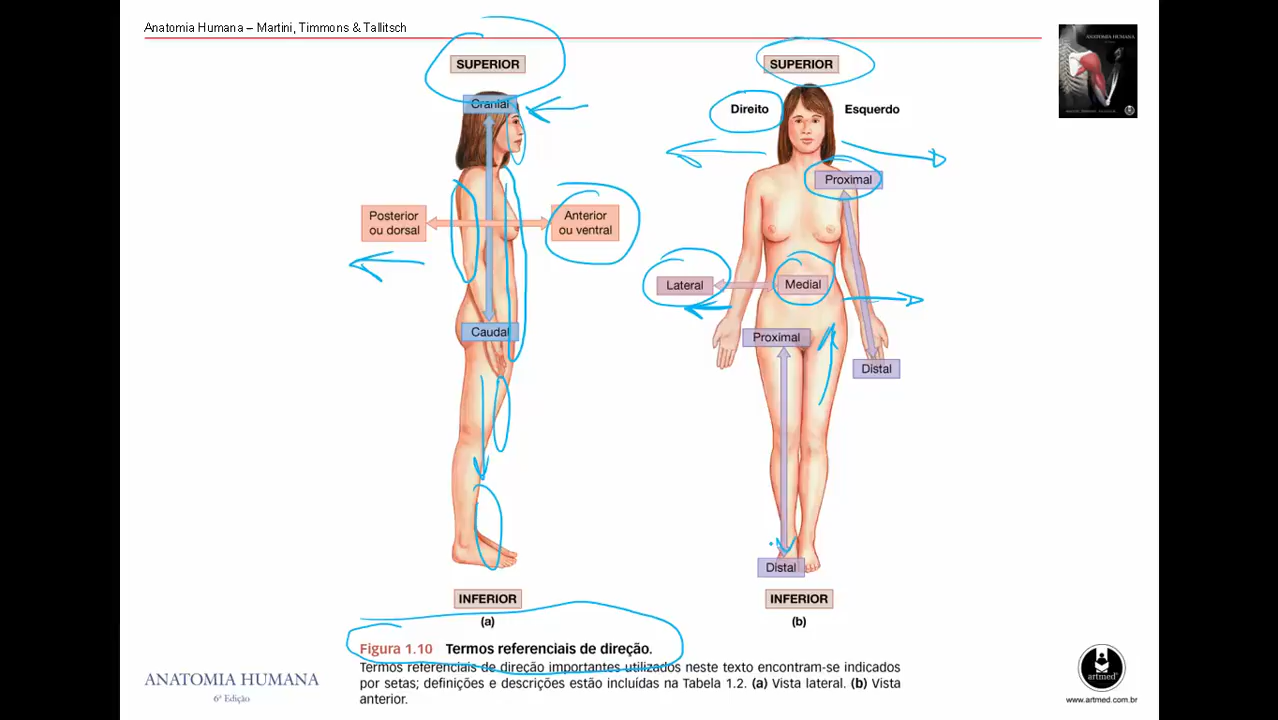 Anatomia Humana – Martini, Timmons & Tallitsch
ANATOMIA HUMANA
SUPERIOR
Cranial
Posterior
ou dorsal
Anterior
ou ventral
Caudal
INFERIOR
(a)
SUPERIOR
Direito
Esquerdo
Proximal
Lateral
Medial
Proximal
Distal
Distal
INFERIOR
(b)
Figura 1.10 Termos referenciais de direção.
Termos referenciais de direção importantes utilizados neste texto encontram-se indicados
por setas; definições e descrições estão incluídas na Tabela 1.2. (a) Vista lateral. (b) Vista
anterior.
ANATOMIA HUMANA
6ª Edição
artmed
www.artmed.com.br